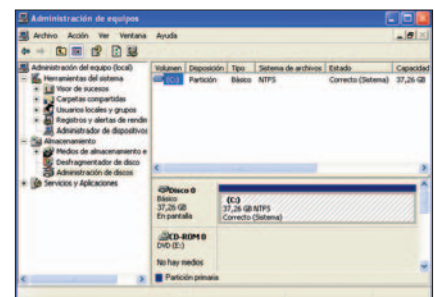 Administración de equipos
Archivo Acción Ver Ventana Ayuda
Administración del equipo (local)
Herramientas del sistema
Visor de sucesos
Carpetas compartidas
Usuarios locales y grupos
Registros y alertas de rendin
Administrador de dispositivos
Almacenamiento
Medios de almacenamiento e
Desfragmentador de disco
Administración de discos
Servicios y Aplicaciones
Volumen Disposición Tipo Sistema de archivos Estado Capacidad
(C:) Partición Básico NTFS Correcto (Sistema) 37,26 GB
Disco 0
Básico
37,26 GB
En pantalla
(C:)
37,26 GB NTFS
Correcto (Sistema)
CD-ROM 0
DVD (E:)
No hay medios
Partición primaria